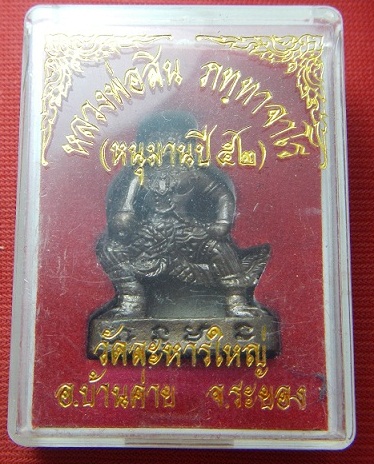 หลวงพ่อสิน ภทฺทาจาโร
(หนุมานปี ๕๒)
วัดละหารใหญ่
อ.บ้านค่าย จ.ระยอง